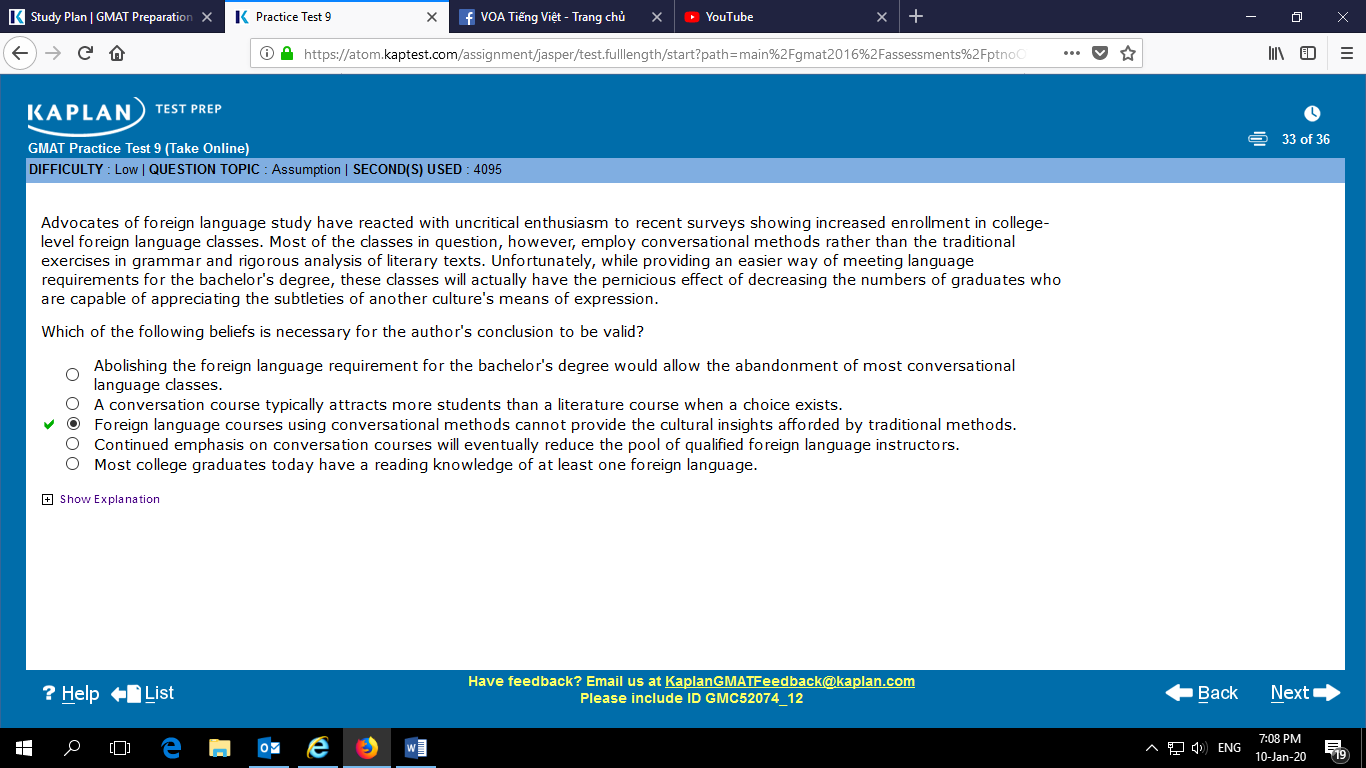 Study Plan | GMAT Preparation
Practice Test 9
VOA Tiếng Việt - Trang chủ
YouTube
https://atom.kaptest.com/assignment/jasper/test.fulllength/start?path=main%2Fgmat2016%2Fassessments%2Fptno
KAPLAN TEST PREP
GMAT Practice Test 9 (Take Online)
33 of 36
DIFFICULTY : Low | QUESTION TOPIC : Assumption | SECOND(S) USED : 4095
Advocates of foreign language study have reacted with uncritical enthusiasm to recent surveys showing increased enrollment in college-
level foreign language classes. Most of the classes in question, however, employ conversational methods rather than the traditional
exercises in grammar and rigorous analysis of literary texts. Unfortunately, while providing an easier way of meeting language
requirements for the bachelor's degree, these classes will actually have the pernicious effect of decreasing the numbers of graduates who
are capable of appreciating the subtleties of another culture's means of expression.
Which of the following beliefs is necessary for the author's conclusion to be valid?
Abolishing the foreign language requirement for the bachelor's degree would allow the abandonment of most conversational
language classes.
A conversation course typically attracts more students than a literature course when a choice exists.
Foreign language courses using conversational methods cannot provide the cultural insights afforded by traditional methods.
Continued emphasis on conversation courses will eventually reduce the pool of qualified foreign language instructors.
Most college graduates today have a reading knowledge of at least one foreign language.
Show Explanation
? Help
List
Have feedback? Email us at KaplanGMATFeedback@kaplan.com
Please include ID GMC52074_12
Back
Next
ENG
7:08 PM
10-Jan-20
19